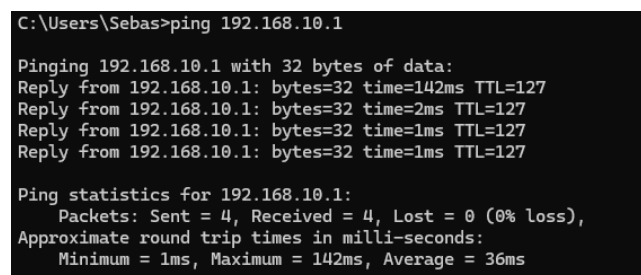 C:\Users\Sebas>ping 192.168.10.1
Pinging 192.168.10.1 with 32 bytes of data:
Reply from 192.168.10.1: bytes=32 time=142ms TTL=127
Reply from 192.168.10.1: bytes=32 time=2ms TTL=127
Reply from 192.168.10.1: bytes=32 time=1ms TTL=127
Reply from 192.168.10.1: bytes=32 time=1ms TTL=127
Ping statistics for 192.168.10.1:
    Packets: Sent = 4, Received = 4, Lost = 0 (0% loss),
Approximate round trip times in milli-seconds:
    Minimum = 1ms, Maximum = 142ms, Average = 36ms